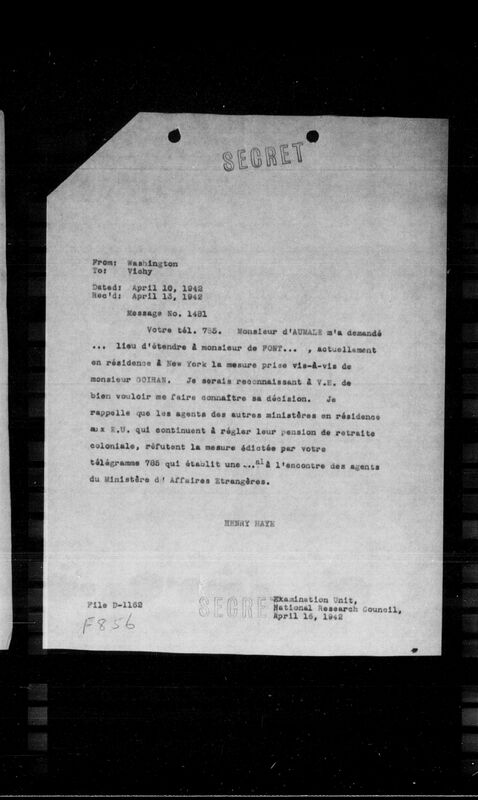 SECRET
From: Washington
To: Vichy
Dated: April 10, 1942
Rec'd: April 13, 1942
Message No. 1481
Votre tél. 785. Monsieur d'AUMALE m'a demandé
... lieu d'étendre à monsieur de FONT... , actuellement
en résidence à New York la mesure prise vis-à-vis de
monsieur GOIRAN. Je serais reconnaissant à V.E. de
bien vouloir me faire connaître sa décision. Je
rappelle que les agents des autres ministères en résidence
aux E.U. qui continuent à régler leur pension de retraite
coloniale, réfutent la mesure édictée par votre
télégramme 785 qui établit une ...al à l'encontre des agents
du Ministère d' Affaires Etrangères.
HENRY HAYE
File D-1162
SECRET
Examination Unit,
National Research Council,
April 16, 1942
F856